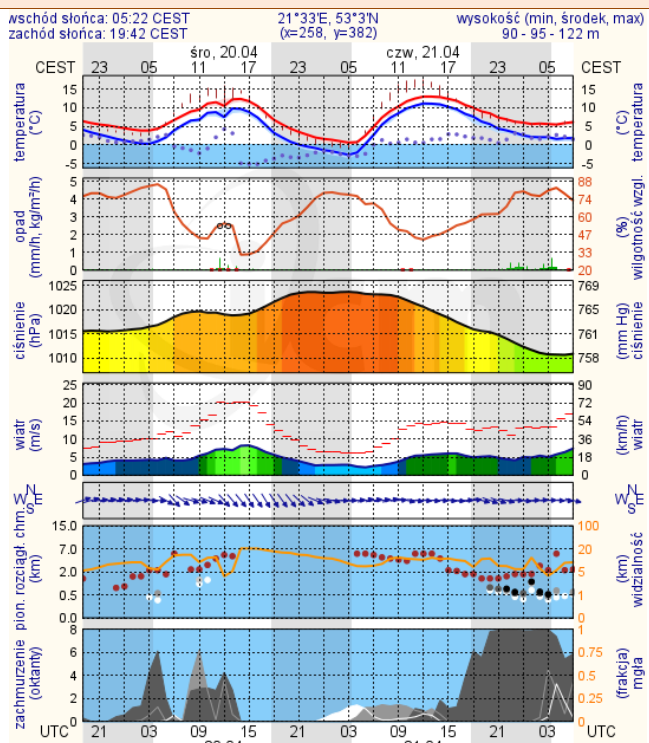 wschód słońca: 05:22 CEST 21°33'E, 53°3'N wysokość (min, środek, max)
zachód słońca: 19:42 CEST (x=258, y=382) 90 - 95 - 122 m
śro, 20.04 czw, 21.04
CEST 23 05 11 17 23 05 11 17 23 05 CEST
temperatura (°C)
15 10 5 0 -5
15 10 5 0 -5
temperatura (°C)
opad (mm/h, kg/m²/h)
5 4 3 2 1 0
88 74 60 47 33 20
(%) wilgotność wzgl.
ciśnienie (hPa)
1025 1020 1015 1010
769 765 761 758
(mm Hg) ciśnienie
wiatr (m/s)
25 20 15 10 5 0
90 72 54 36 18 0
(km/h) wiatr
N W E S
N W E S
pion. rozciągł. chm. (km)
15.0 7.0 2.0 0.5 0.0
100 20 5 1 0
(km) widzialność
zachmurzenie (oktanty)
8 6 4 2 0
1 0.75 0.5 0.25 0
(frakcja) mgła
UTC 21 03 09 15 21 03 09 15 21 03 UTC